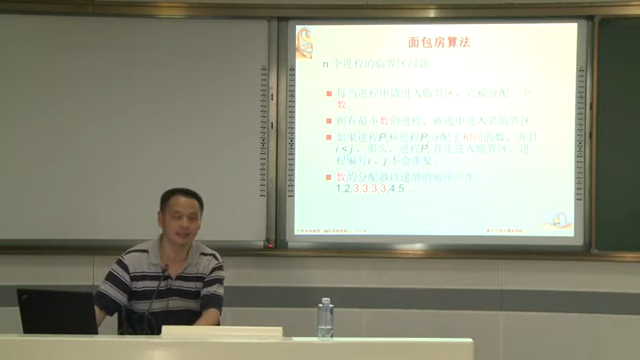 面包房算法
n 个进程的临界区问题
每当进程申请进入临界区，它被分配一个
数
拥有最小数的进程，被选中进入其临界区
如果进程Pi和进程Pj分配了相同的数，并且
i < j，那么，进程Pi首先进入临界区。进
程编号i、j 不会重复。
数的分配器以递增的顺序产生
1,2,3,3,3,3,4,5...